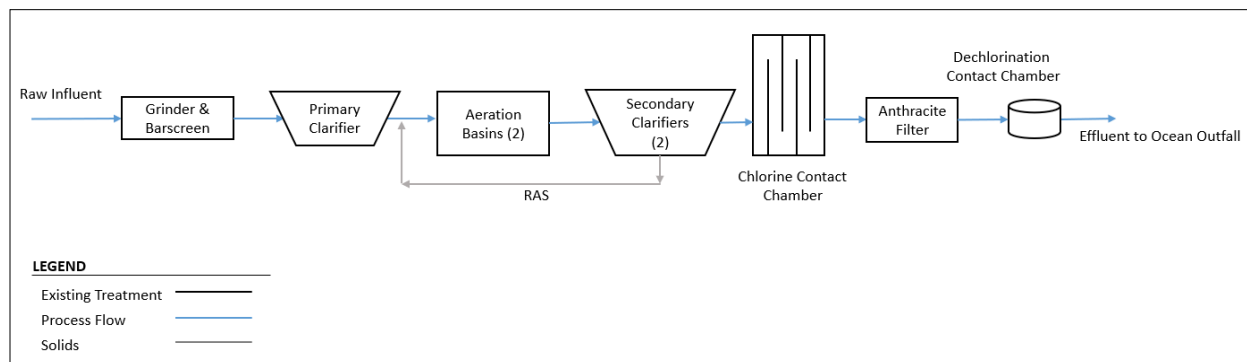 Raw Influent
Grinder &
Barscreen
Primary
Clarifier
Aeration
Basins (2)
Secondary
Clarifiers
(2)
RAS
Chlorine Contact
Chamber
Anthracite
Filter
Dechlorination
Contact Chamber
Effluent to Ocean Outfall
LEGEND
Existing Treatment
Process Flow
Solids